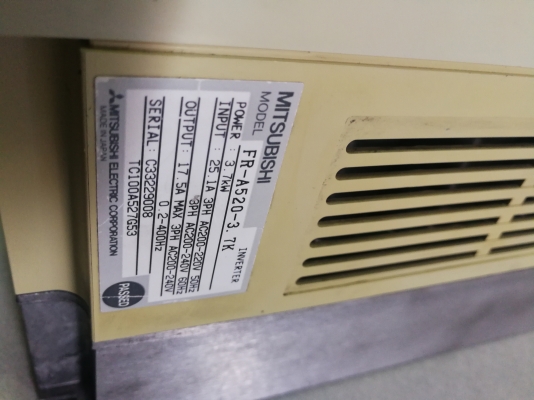 MITSUBISHI
MODEL FR-A520-3.7K INVERTER
POWER : 3.7kW
INPUT : 25.1A 3PH AC200-220V 50Hz
3PH AC200-240V 60Hz
OUTPUT : 17.5A MAX 3PH AC200-240V
0.2-400Hz
SERIAL : C33229008
TC100A527G53
PASSED
MITSUBISHI ELECTRIC CORPORATION
MADE IN JAPAN